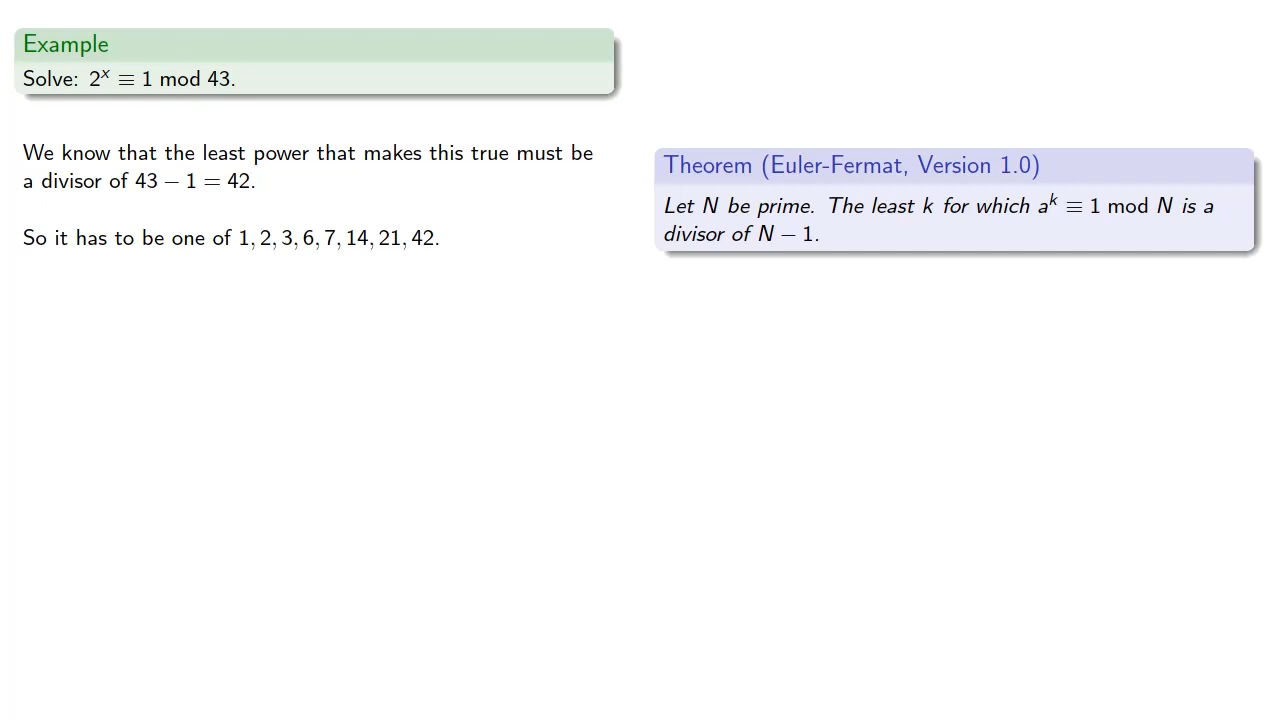 Example
Solve: 2^x ≡ 1 mod 43.
We know that the least power that makes this true must be
a divisor of 43 − 1 = 42.
So it has to be one of 1, 2, 3, 6, 7, 14, 21, 42.
Theorem (Euler-Fermat, Version 1.0)
Let N be prime. The least k for which a^k ≡ 1 mod N is a
divisor of N − 1.